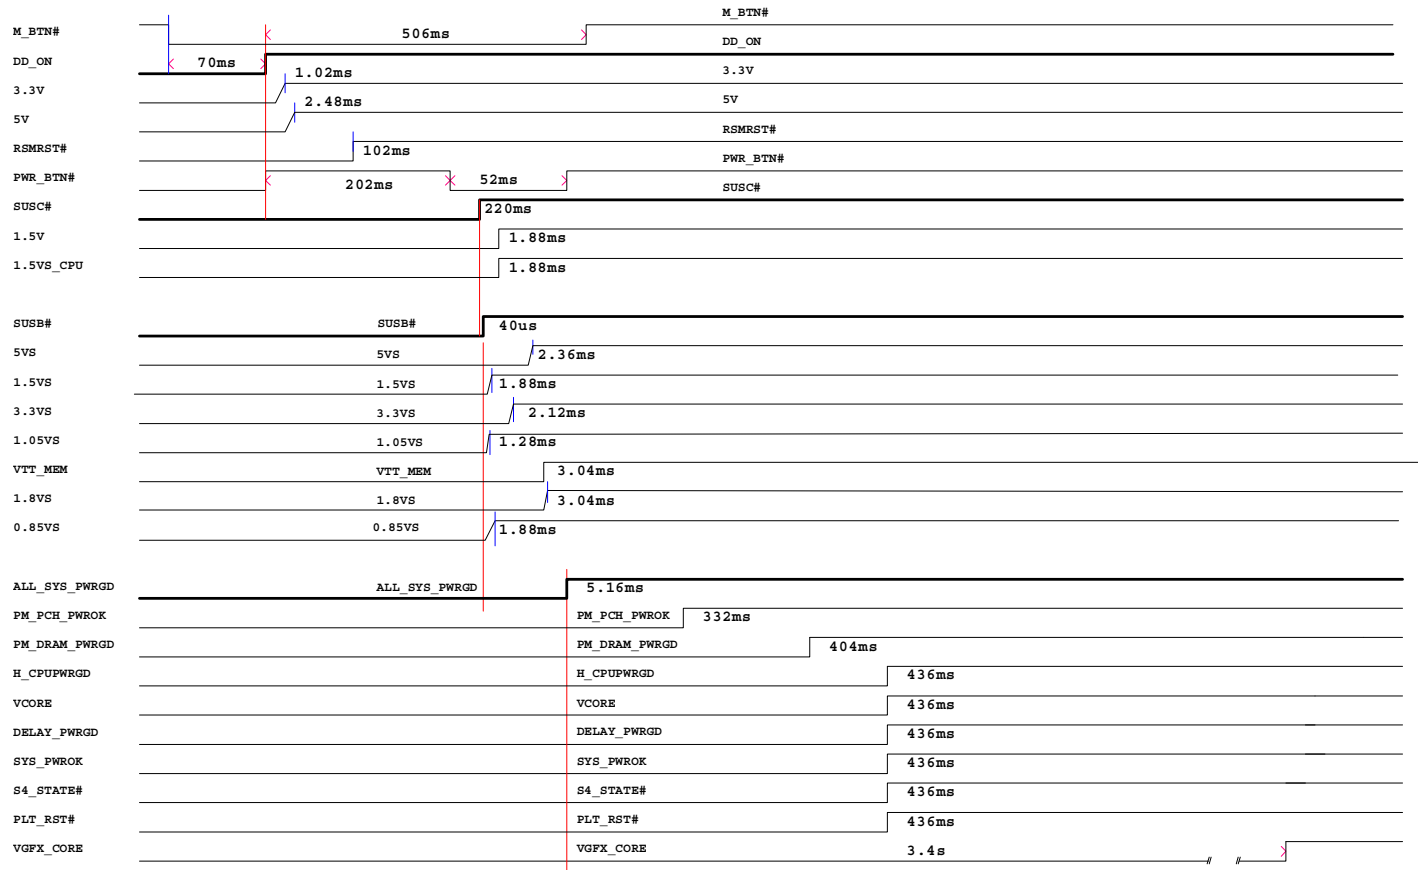 M_BTN#
M_BTN# 506ms
DD_ON
DD_ON 70ms
3.3V
1.02ms
3.3V
5V
2.48ms
5V
RSMRST#
RSMRST# 102ms
PWR_BTN#
PWR_BTN# 202ms 52ms
SUSC#
SUSC# 220ms
1.5V 1.88ms
1.5VS_CPU 1.88ms
SUSB# SUSB# 40us
5VS 5VS 2.36ms
1.5VS 1.5VS 1.88ms
3.3VS 3.3VS 2.12ms
1.05VS 1.05VS 1.28ms
VTT_MEM VTT_MEM 3.04ms
1.8VS 1.8VS 3.04ms
0.85VS 0.85VS 1.88ms
ALL_SYS_PWRGD ALL_SYS_PWRGD 5.16ms
PM_PCH_PWROK PM_PCH_PWROK 332ms
PM_DRAM_PWRGD PM_DRAM_PWRGD 404ms
H_CPUPWRGD H_CPUPWRGD 436ms
VCORE VCORE 436ms
DELAY_PWRGD DELAY_PWRGD 436ms
SYS_PWROK SYS_PWROK 436ms
S4_STATE# S4_STATE# 436ms
PLT_RST# PLT_RST# 436ms
VGFX_CORE VGFX_CORE 3.4s